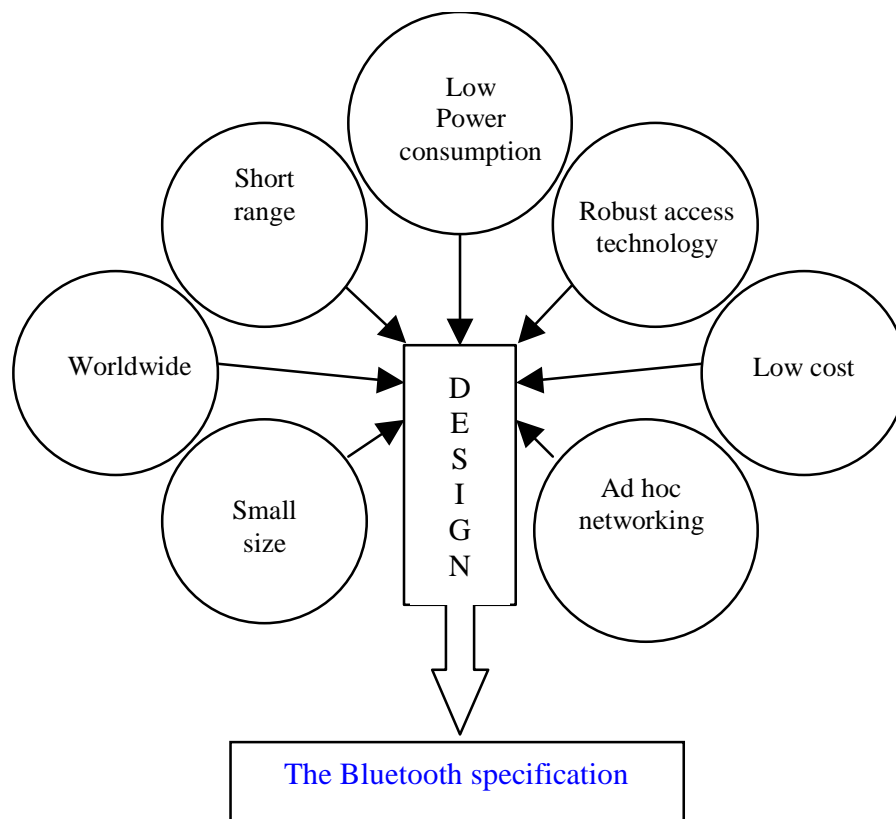 Low
Power
consumption
Short
range
Robust access
technology
Worldwide
Low cost
D
E
S
I
G
N
Small
size
Ad hoc
networking
The Bluetooth specification